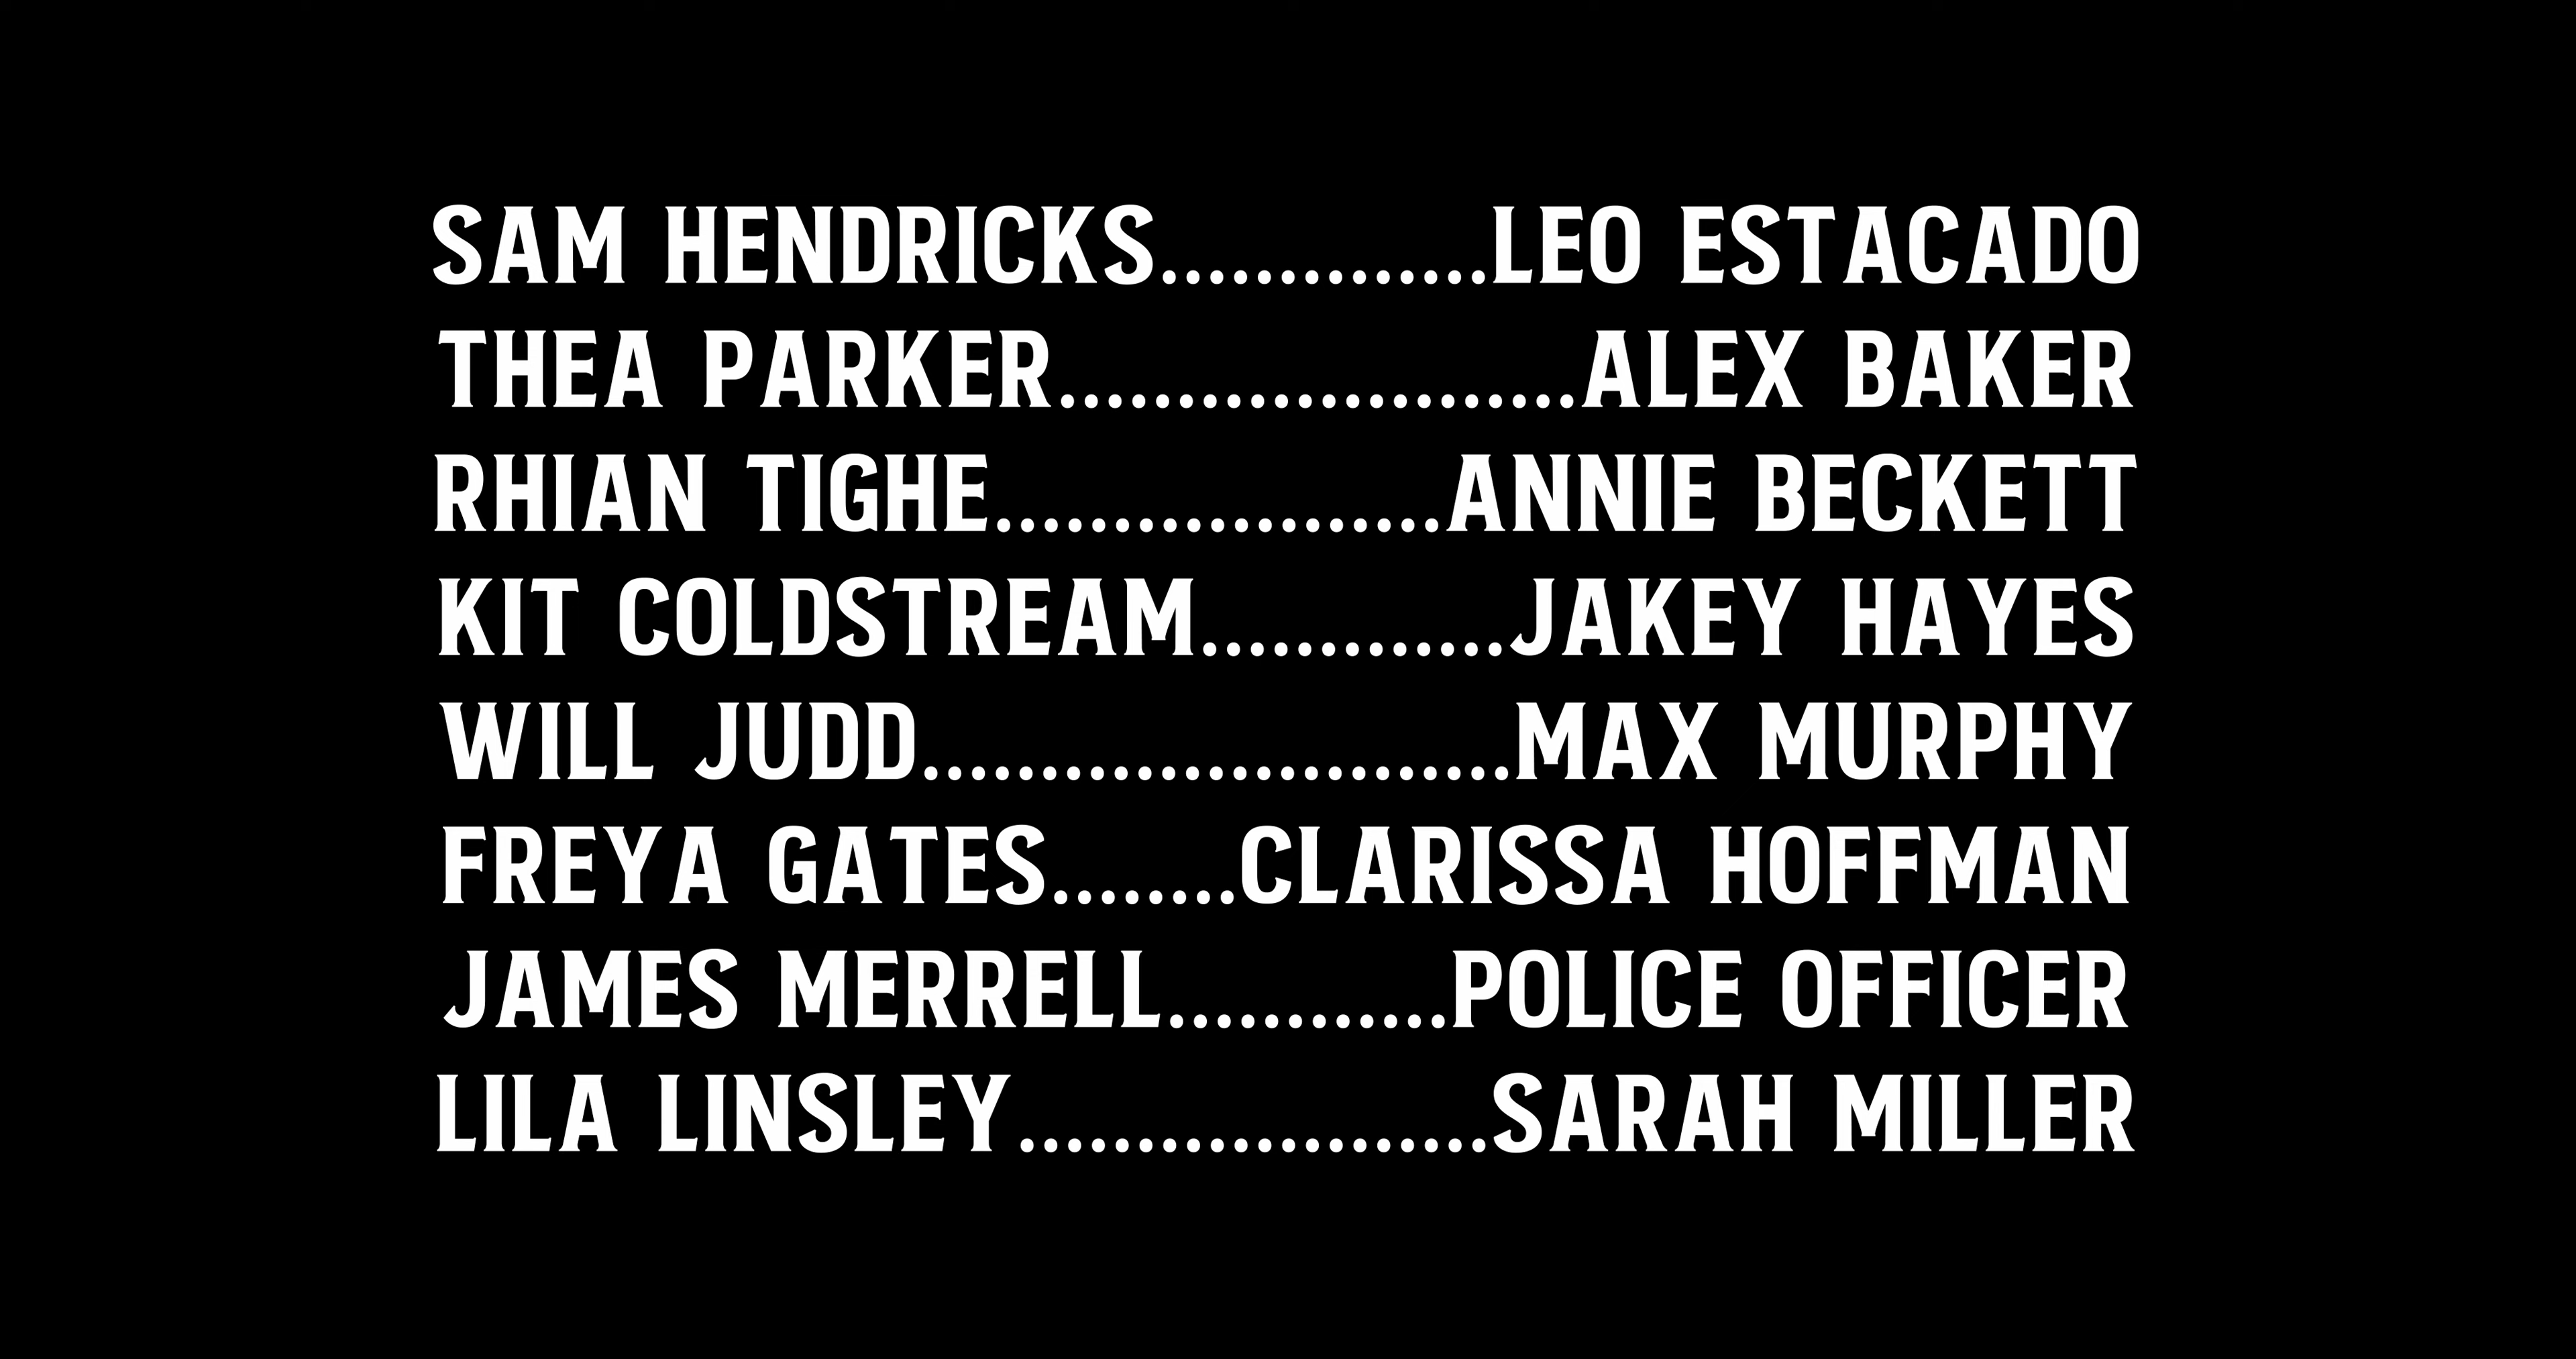 SAM HENDRICKS..............LEO ESTACADO
THEA PARKER......................ALEX BAKER
RHIAN TIGHE...................ANNIE BECKETT
KIT COLDSTREAM.............JAKEY HAYES
WILL JUDD.........................MAX MURPHY
FREYA GATES........CLARISSA HOFFMAN
JAMES MERRELL............POLICE OFFICER
LILA LINSLEY....................SARAH MILLER